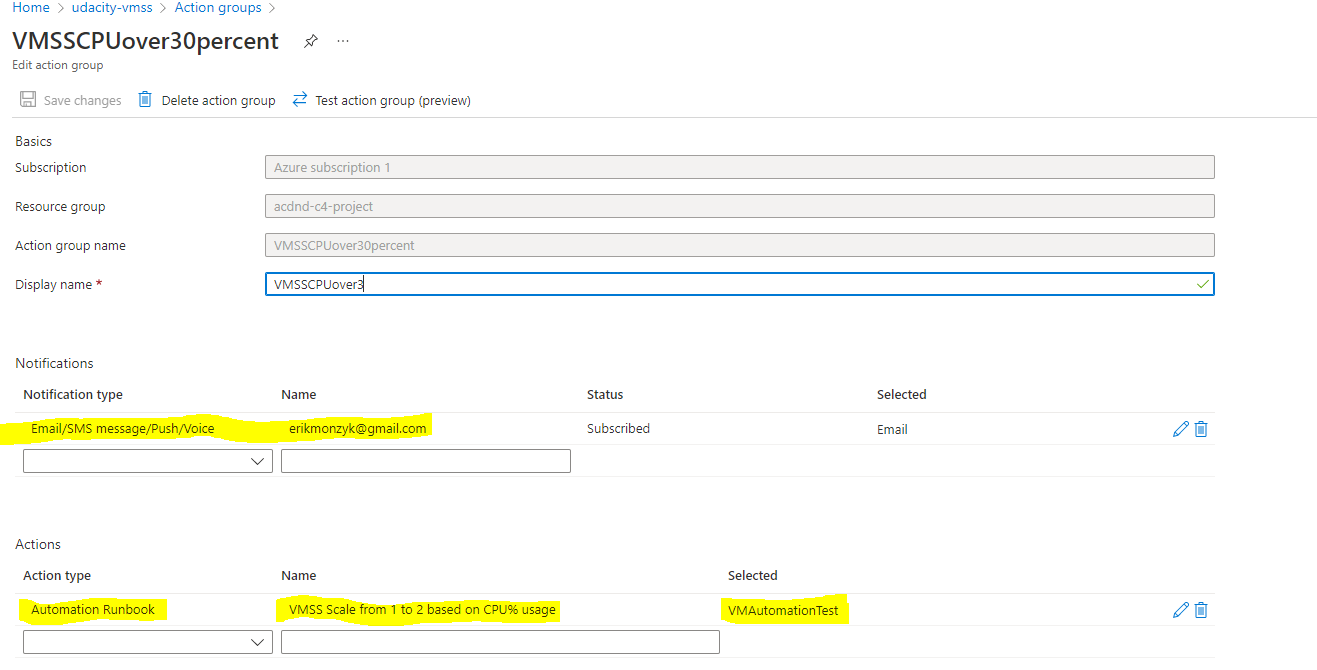 Home > udacity-vmss > Action groups >
VMSSCPUover30percent ...
Edit action group
Save changes Delete action group Test action group (preview)
Basics
Subscription Azure subscription 1
Resource group acdnd-c4-project
Action group name VMSSCPUover30percent
Display name * VMSSCPUover3
Notifications
Notification type Name Status Selected
Email/SMS message/Push/Voice erikmonzyk@gmail.com Subscribed Email
Actions
Action type Name Selected
Automation Runbook VMSS Scale from 1 to 2 based on CPU% usage VMAutomationTest